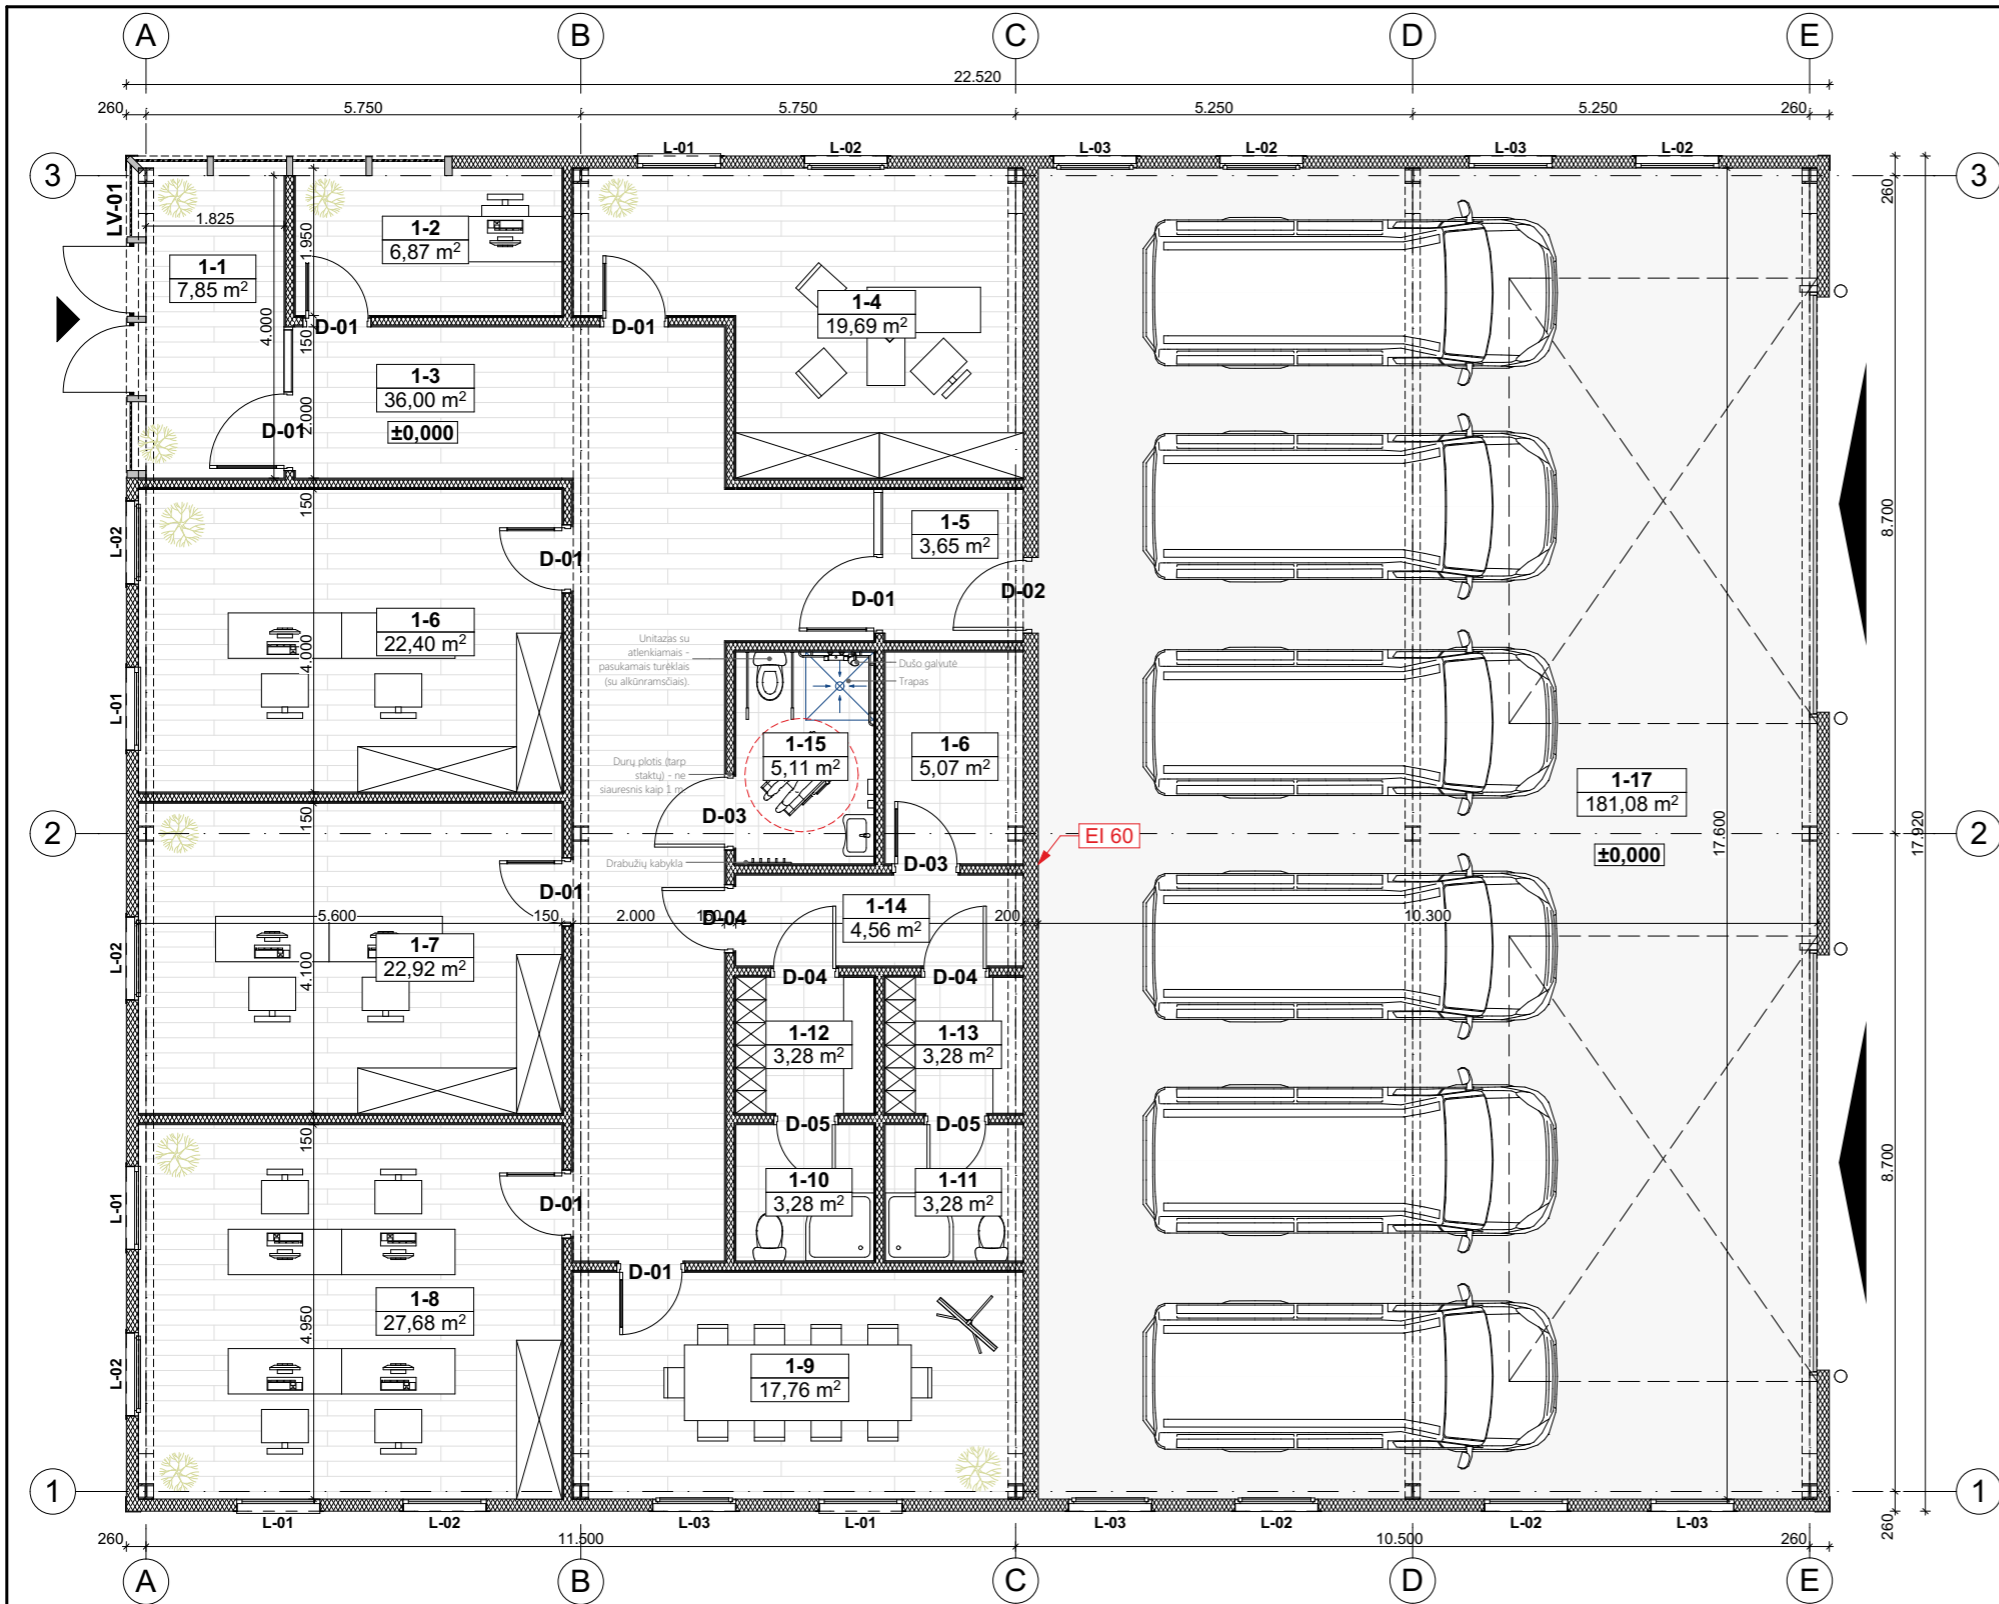 A
B
C
D
E
22.520
260
5.750
5.750
5.250
5.250
260
L-01
L-02
L-03
L-02
L-03
L-02
3
3
LV-01
260
1.825
1.950
1-2
6,87 m²
1-1
7,85 m²
1-4
19,69 m²
4.000
150
D-01
D-01
1-3
36,00 m²
2.000
D-01
±0,000
150
L-02
D-01
1-5
3,65 m²
D-01
D-02
8.700
1-6
22,40 m²
4.000
L-01
Unitazas su
atlenkiamais -
pasukamais turėklais
(su alkūnramsčiais).
Dušo galvutė
Trapas
1-15
5,11 m²
1-6
5,07 m²
Durų plotis (tarp
staktų) - ne
siauresnis kaip 1 m.
D-03
1-17
181,08 m²
±0,000
17.600
17.920
150
2
2
EI 60
Drabužių kabykla
D-03
D-01
D-04
1-14
4,56 m²
5.600
150
2.000
150
200
10.300
1-7
22,92 m²
4.100
L-02
D-04
D-04
1-12
3,28 m²
1-13
3,28 m²
D-05
D-05
150
8.700
L-01
D-01
1-10
3,28 m²
1-11
3,28 m²
D-01
1-8
27,68 m²
4.950
L-02
1-9
17,76 m²
1
1
L-01
L-02
L-03
L-01
L-03
L-02
L-02
L-03
260
260
11.500
10.500
260
A
B
C
D
E